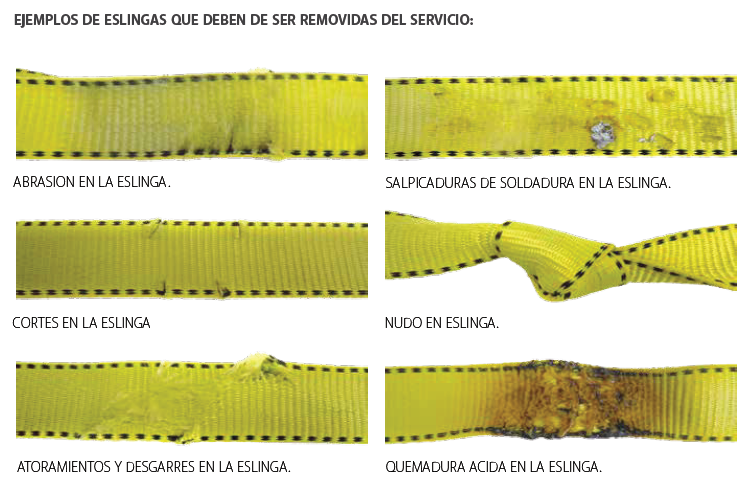 EJEMPLOS DE ESLINGAS QUE DEBEN DE SER REMOVIDAS DEL SERVICIO:
ABRASION EN LA ESLINGA.
SALPICADURAS DE SOLDADURA EN LA ESLINGA.
CORTES EN LA ESLINGA
NUDO EN ESLINGA.
ATORAMIENTOS Y DESGARRES EN LA ESLINGA.
QUEMADURA ACIDA EN LA ESLINGA.